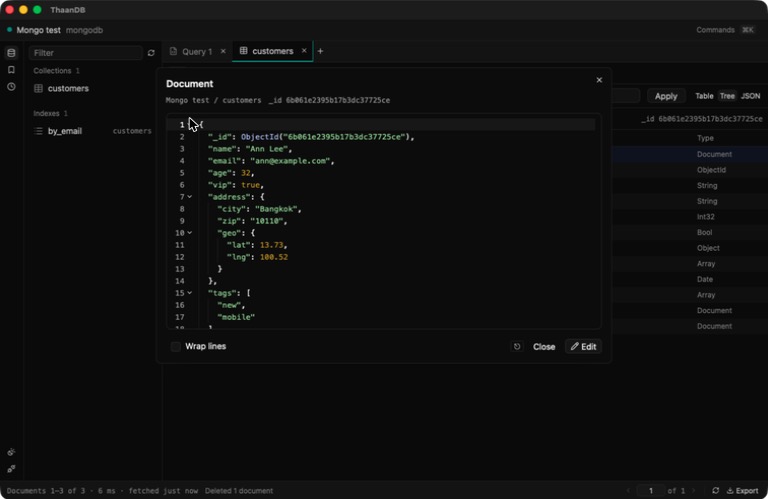 ThaanDB
Mongo test mongodb
Commands ⌘K
Filter
Query 1 ×
customers ×
+
Collections 1
customers
Indexes 1
by_email customers
Document
×
Mongo test / customers _id 6b061e2395b17b3dc37725ce
1 {
2 "_id": ObjectId("6b061e2395b17b3dc37725ce"),
3 "name": "Ann Lee",
4 "email": "ann@example.com",
5 "age": 32,
6 "vip": true,
7 "address": {
8 "city": "Bangkok",
9 "zip": "10110",
10 "geo": {
11 "lat": 13.73,
12 "lng": 100.52
13 }
14 },
15 "tags": [
16 "new",
17 "mobile"
Wrap lines
Close
Edit
Apply
Table Tree JSON
_id 6b061e2395b17b3dc37725ce
Type
Document
ObjectId
String
String
Int32
Bool
Object
Array
Date
Array
Document
Document
Documents 1–3 of 3 · 6 ms · fetched just now Deleted 1 document
1 of 1
Export